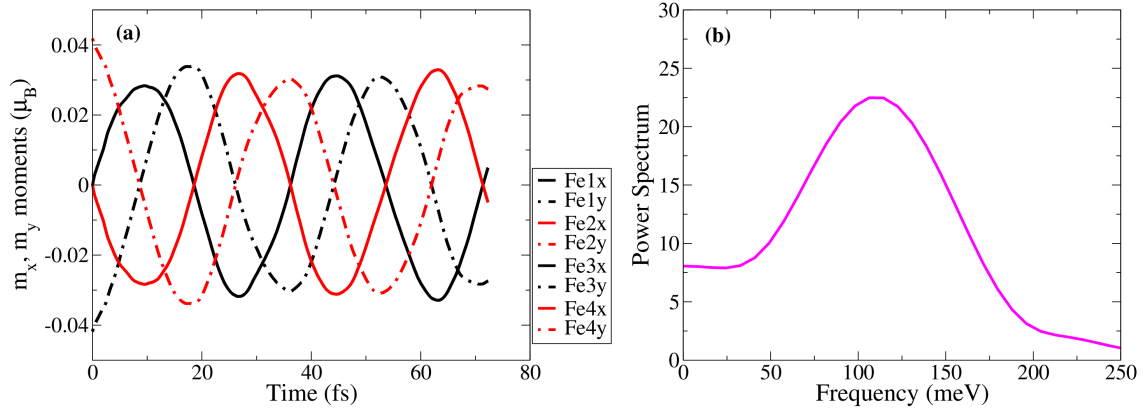 (a)
0.04
0.02
0
-0.02
-0.04
m_x, m_y moments (μ_B)
0 20 40 60 80
Time (fs)
Fe1x
Fe1y
Fe2x
Fe2y
Fe3x
Fe3y
Fe4x
Fe4y
(b)
30
25
20
15
10
5
0
Power Spectrum
0 50 100 150 200 250
Frequency (meV)